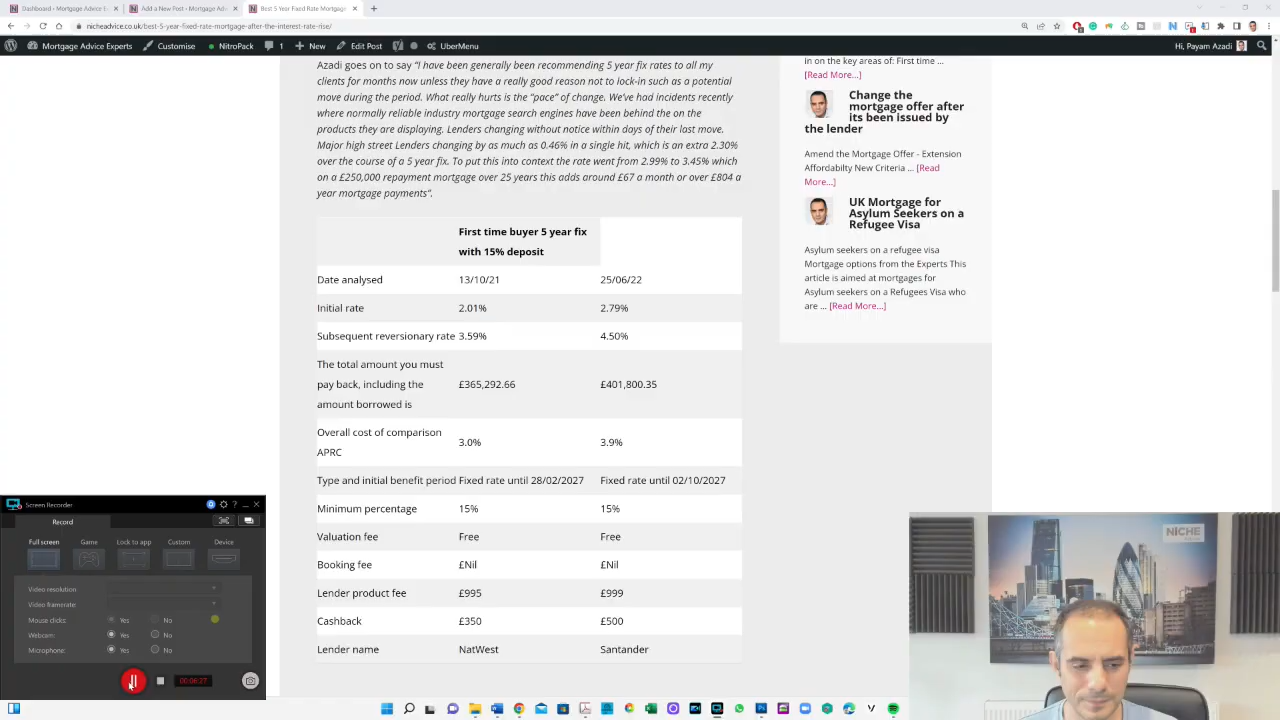 Dashboard ‹ Mortgage Advice E
Add a New Post ‹ Mortgage Adv
Best 5 Year Fixed Rate Mortgage
nicheadvice.co.uk/best-5-year-fixed-rate-mortgage-after-the-interest-rate-rise/
Mortgage Advice Experts
Customise
NitroPack
1
New
Edit Post
UberMenu
Hi, Payam Azadi
Azadi goes on to say “I have been generally been recommending 5 year fix rates to all my
clients for months now unless they have a really good reason not to lock-in such as a potential
move during the period. What really hurts is the “pace” of change. We’ve had incidents recently
where normally reliable industry mortgage search engines have been behind the on the
products they are displaying. Lenders changing without notice within days of their last move.
Major high street Lenders changing by as much as 0.46% in a single hit, which is an extra 2.30%
over the course of a 5 year fix. To put this into context the rate went from 2.99% to 3.45% which
on a £250,000 repayment mortgage over 25 years this adds around £67 a month or over £804 a
year mortgage payments”.
First time buyer 5 year fix
with 15% deposit
Date analysed 13/10/21 25/06/22
Initial rate 2.01% 2.79%
Subsequent reversionary rate 3.59% 4.50%
The total amount you must
pay back, including the £365,292.66 £401,800.35
amount borrowed is
Overall cost of comparison
3.0% 3.9%
APRC
Type and initial benefit period Fixed rate until 28/02/2027 Fixed rate until 02/10/2027
Minimum percentage 15% 15%
Valuation fee Free Free
Booking fee £Nil £Nil
Lender product fee £995 £999
Cashback £350 £500
Lender name NatWest Santander
in on the key areas of: First time ...
[Read More...]
Change the
mortgage offer after
its been issued by
the lender
Amend the Mortgage Offer - Extension
Affordabilty New Criteria ... [Read
More...]
UK Mortgage for
Asylum Seekers on a
Refugee Visa
Asylum seekers on a refugee visa
Mortgage options from the Experts This
article is aimed at mortgages for
Asylum seekers on a Refugees Visa who
are ... [Read More...]
Screen Recorder
Record
Full screen Game Lock to app Custom Device
Video resolution:
Video framerate:
Mouse clicks: Yes No
Webcam: Yes No
Microphone: Yes No
00:06:37
NICHE